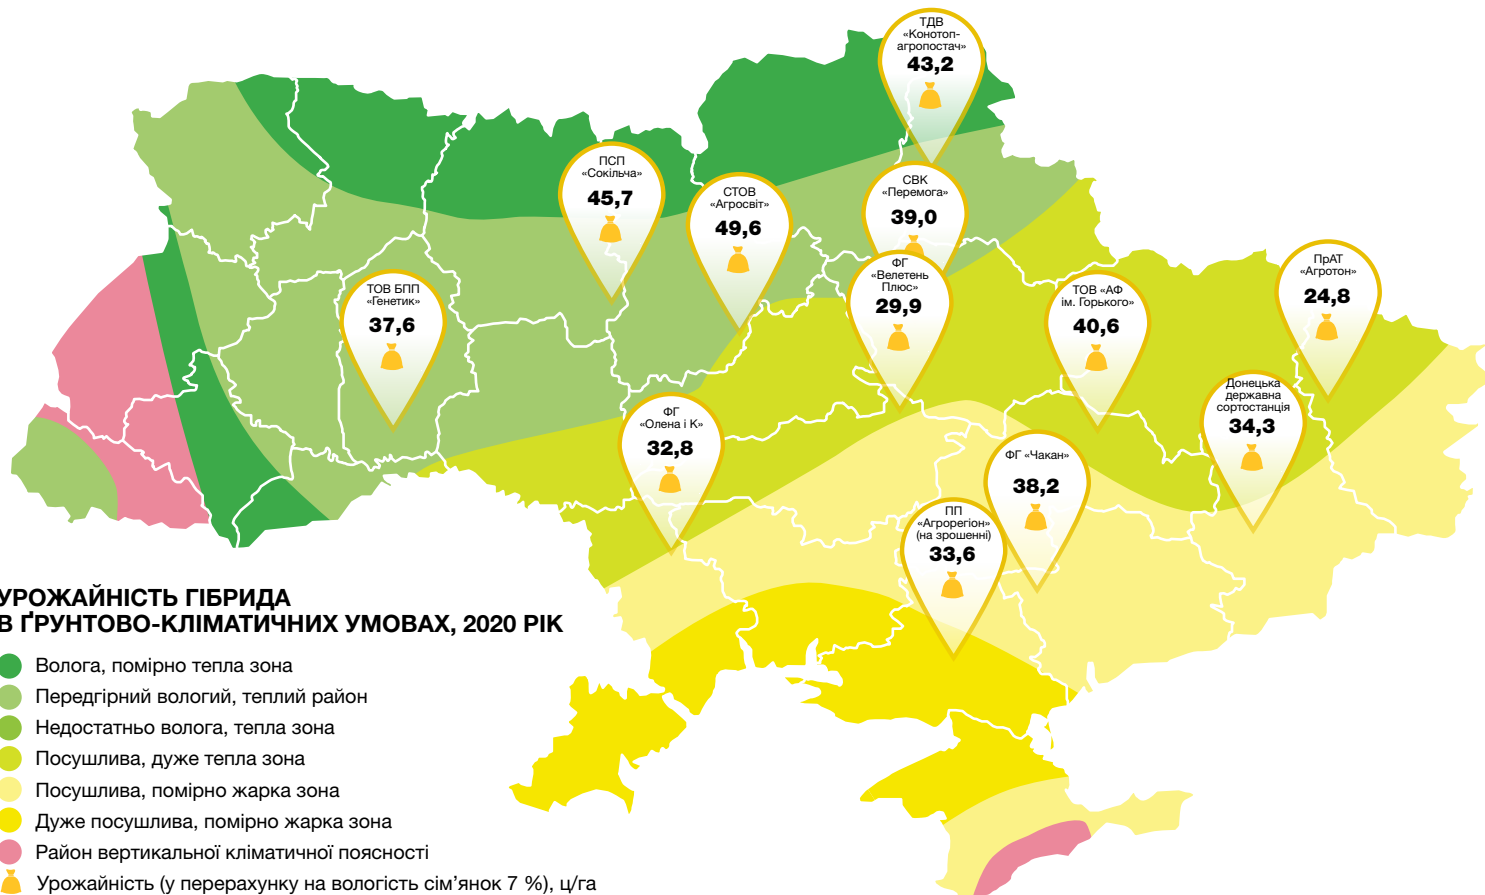 ТДВ
«Конотоп-
агропостач»
43,2
ПСП
«Сокільча»
45,7
СТОВ
«Агросвіт»
49,6
СВК
«Перемога»
39,0
ФГ
«Велетень
Плюс»
29,9
ПрАТ
«Агротон»
24,8
ТОВ БПП
«Генетик»
37,6
ТОВ «АФ
ім. Горького»
40,6
Донецька
державна
сортостанція
34,3
ФГ
«Олена і К»
32,8
ФГ «Чакан»
38,2
ПП
«Агрорегіон»
(на зрошенні)
33,6
УРОЖАЙНІСТЬ ГІБРИДА
В ҐРУНТОВО-КЛІМАТИЧНИХ УМОВАХ, 2020 РІК
Волога, помірно тепла зона
Передгірний вологий, теплий район
Недостатньо волога, тепла зона
Посушлива, дуже тепла зона
Посушлива, помірно жарка зона
Дуже посушлива, помірно жарка зона
Район вертикальної кліматичної поясності
Урожайність (у перерахунку на вологість сім’янок 7 %), ц/га